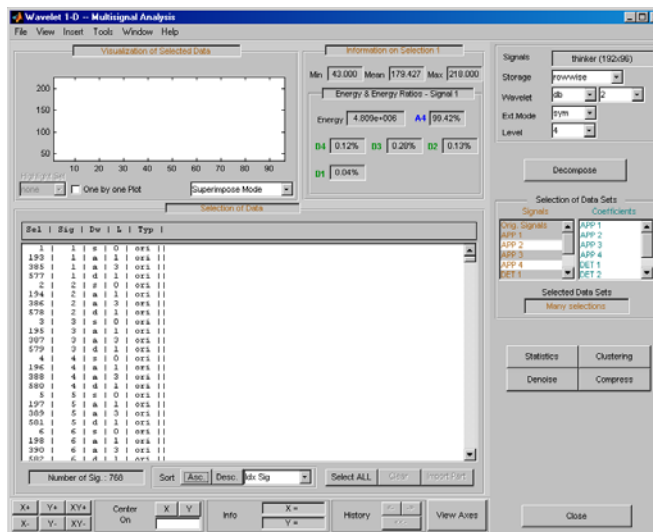 Wavelet 1-D -- Multisignal Analysis
File View Insert Tools Window Help
Visualization of Selected Data
200
150
100
50
10 20 30 40 50 60 70 80 90
Highlight Sel
none One by one Plot Superimpose Mode
Information on Selection 1
Min 43.000 Mean 179.427 Max 218.000
Energy & Energy Ratios - Signal 1
Energy 4.809e+006 A4 99.42%
D4 0.12% D3 0.28% D2 0.13%
D1 0.04%
Signals thinker (192x96)
Storage rowwise
Wavelet db 2
Ext.Mode sym
Level 4
Decompose
Selection of Data Sets
Signals Coefficients
Orig. Signals APP 1
APP 1 APP 2
APP 2 APP 3
APP 3 APP 4
APP 4 DET 1
DET 1 DET 2
Selected Data Sets
Many selections
Statistics Clustering
Denoise Compress
Selection of Data
Sel | Sig | Dw | L | Typ |
1 | 1 | s | 0 | ori ||
193 | 1 | a | 1 | ori ||
385 | 1 | a | 3 | ori ||
577 | 1 | d | 1 | ori ||
2 | 2 | s | 0 | ori ||
194 | 2 | a | 1 | ori ||
386 | 2 | a | 3 | ori ||
578 | 2 | d | 1 | ori ||
3 | 3 | s | 0 | ori ||
195 | 3 | a | 1 | ori ||
387 | 3 | a | 3 | ori ||
579 | 3 | d | 1 | ori ||
4 | 4 | s | 0 | ori ||
196 | 4 | a | 1 | ori ||
388 | 4 | a | 3 | ori ||
580 | 4 | d | 1 | ori ||
5 | 5 | s | 0 | ori ||
197 | 5 | a | 1 | ori ||
389 | 5 | a | 3 | ori ||
581 | 5 | d | 1 | ori ||
6 | 6 | s | 0 | ori ||
198 | 6 | a | 1 | ori ||
390 | 6 | a | 3 | ori ||
582 | 6 | d | 1 | ori ||
Number of Sig.: 768 Sort Asc. Desc. Idx Sig Select ALL Clear Import Part
X+ Y+ XY+ Center X Y Info X = History <- -> View Axes
X- Y- XY- On Y = <<-
Close